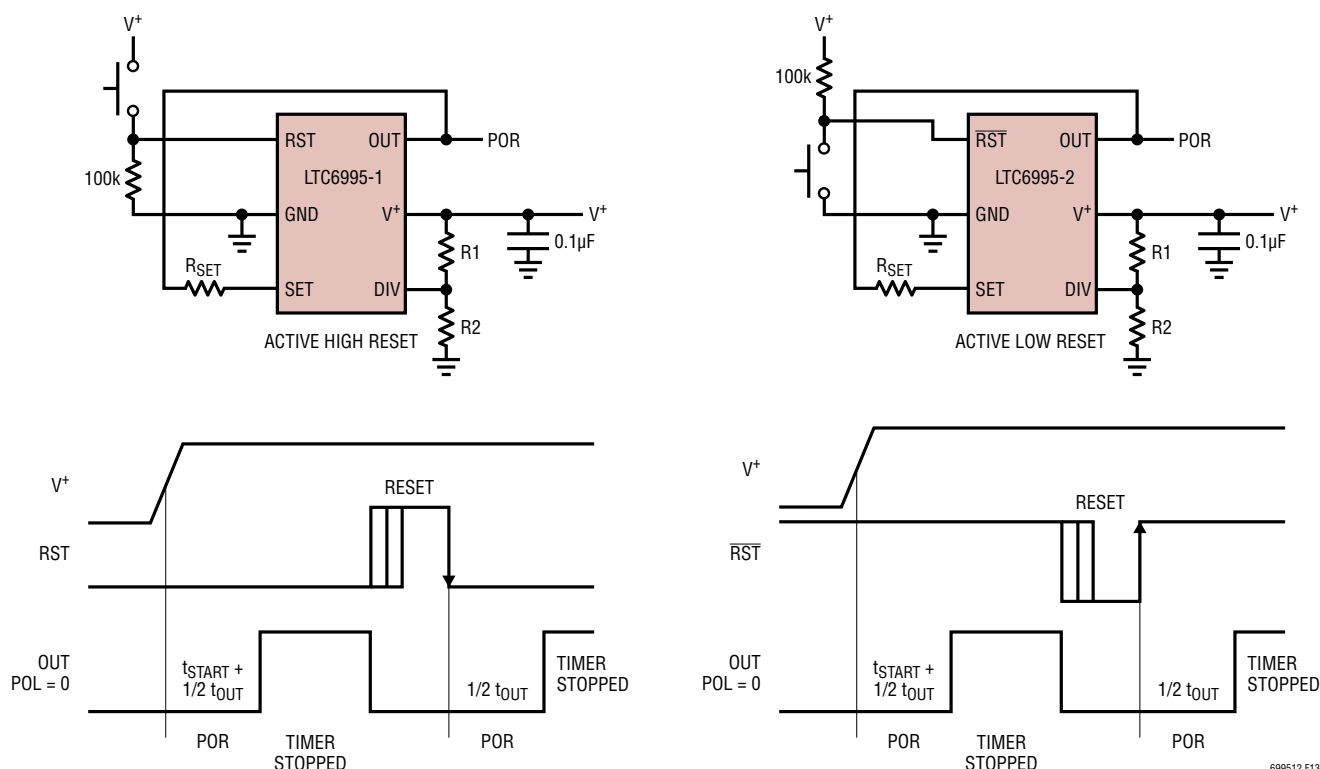 V+
100k
RST
OUT
POR
LTC6995-1
GND
V+
V+
0.1µF
R1
RSET
SET
DIV
R2
ACTIVE HIGH RESET
V+
100k
RST
OUT
POR
LTC6995-2
GND
V+
V+
0.1µF
R1
RSET
SET
DIV
R2
ACTIVE LOW RESET
V+
RESET
RST
OUT
POL = 0
tSTART +
1/2 tOUT
1/2 tOUT
TIMER
STOPPED
POR
TIMER
STOPPED
POR
V+
RESET
RST
OUT
POL = 0
tSTART +
1/2 tOUT
1/2 tOUT
TIMER
STOPPED
POR
TIMER
STOPPED
POR
699512 F13